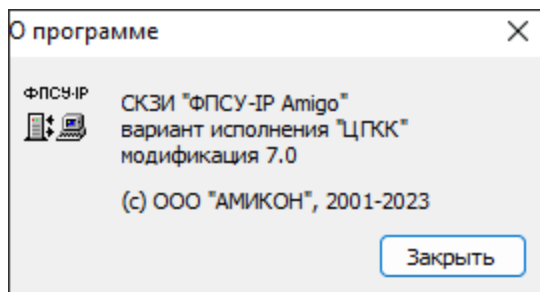 О программе
ФПСУ-IP
СКЗИ "ФПСУ-IP Amigo"
вариант исполнения "ЦГКК"
модификация 7.0
(с) ООО "АМИКОН", 2001-2023
Закрыть